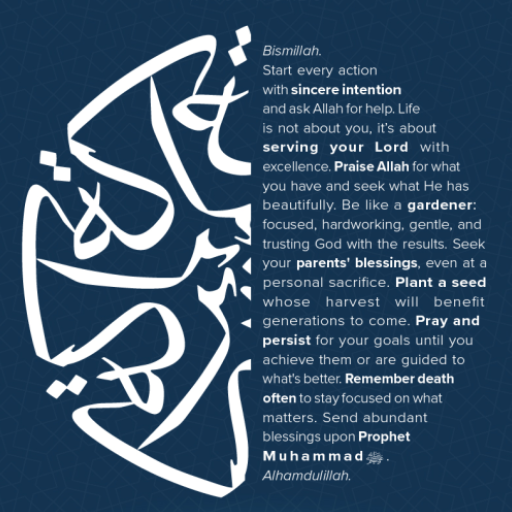 Bismillah.
Start every action
with sincere intention
and ask Allah for help. Life
is not about you, it's about
serving your Lord with
excellence. Praise Allah for what
you have and seek what He has
beautifully. Be like a gardener:
focused, hardworking, gentle, and
trusting God with the results. Seek
your parents' blessings, even at a
personal sacrifice. Plant a seed
whose harvest will benefit
generations to come. Pray and
persist for your goals until you
achieve them or are guided to
what's better. Remember death
often to stay focused on what
matters. Send abundant
blessings upon Prophet
Muhammad ﷺ.
Alhamdulillah.